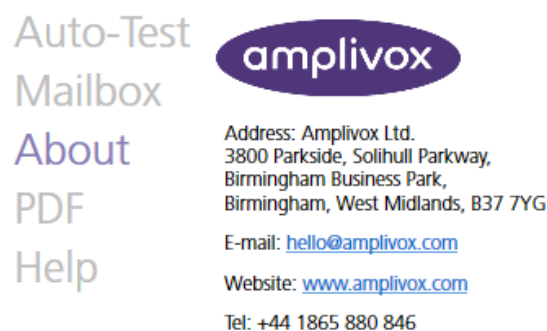 Auto-Test
Mailbox
About
PDF
Help
amplivox
Address: Amplivox Ltd.
3800 Parkside, Solihull Parkway,
Birmingham Business Park,
Birmingham, West Midlands, B37 7YG
E-mail: hello@amplivox.com
Website: www.amplivox.com
Tel: +44 1865 880 846